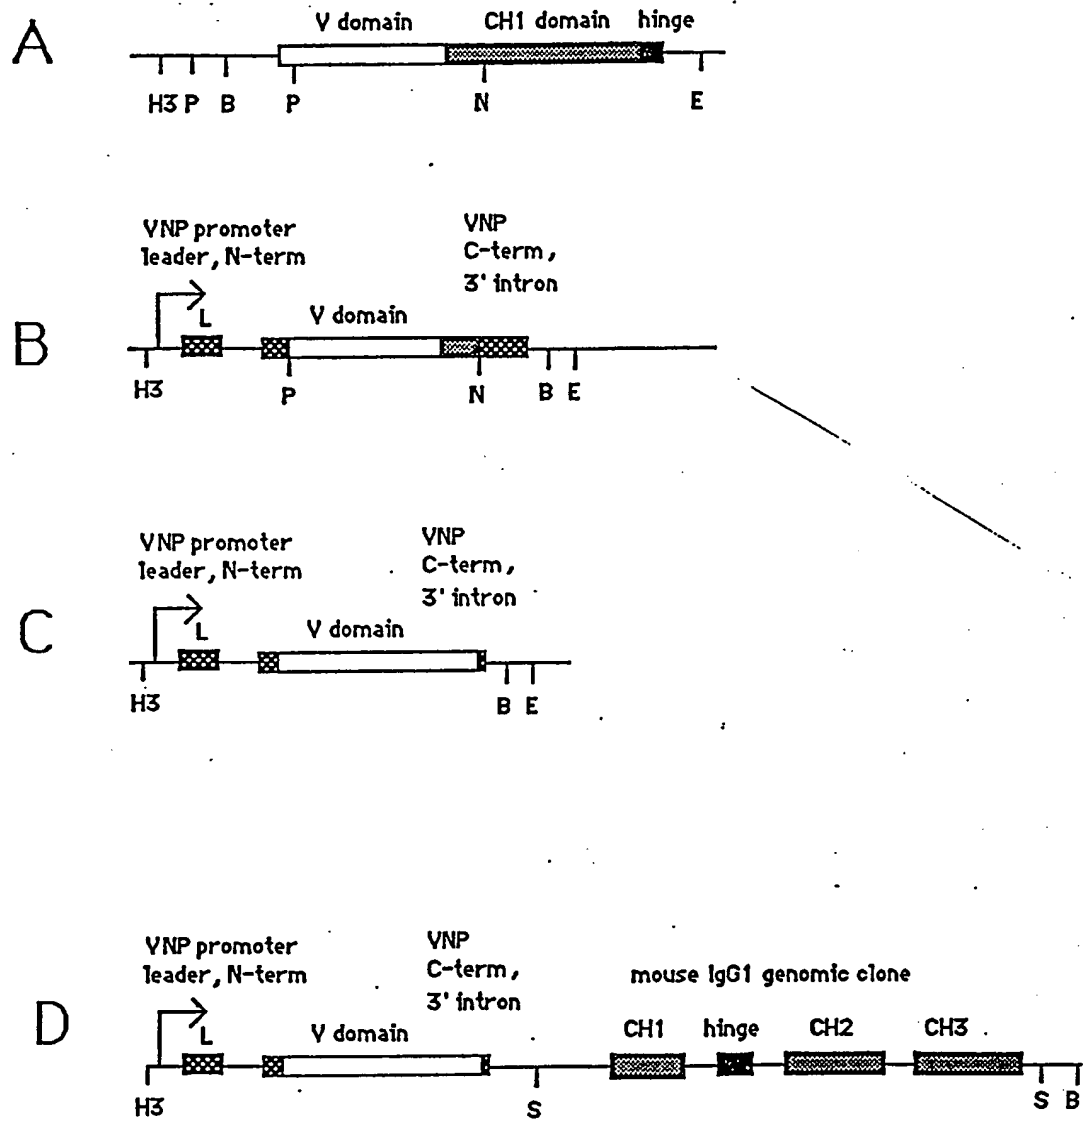 A
V domain CH1 domain hinge
H3 P B P N E
B
VNP promoter
leader, N-term
VNP
C-term,
3' intron
L
V domain
H3 P N B E
C
VNP promoter
leader, N-term
VNP
C-term,
3' intron
L
V domain
H3 B E
D
VNP promoter
leader, N-term
VNP
C-term,
3' intron
mouse IgG1 genomic clone
L
V domain
CH1 hinge CH2 CH3
H3 S S B